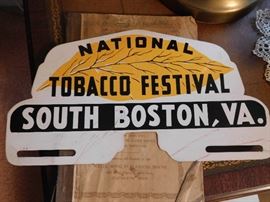 NATIONAL
TOBACCO FESTIVAL
SOUTH BOSTON, VA.